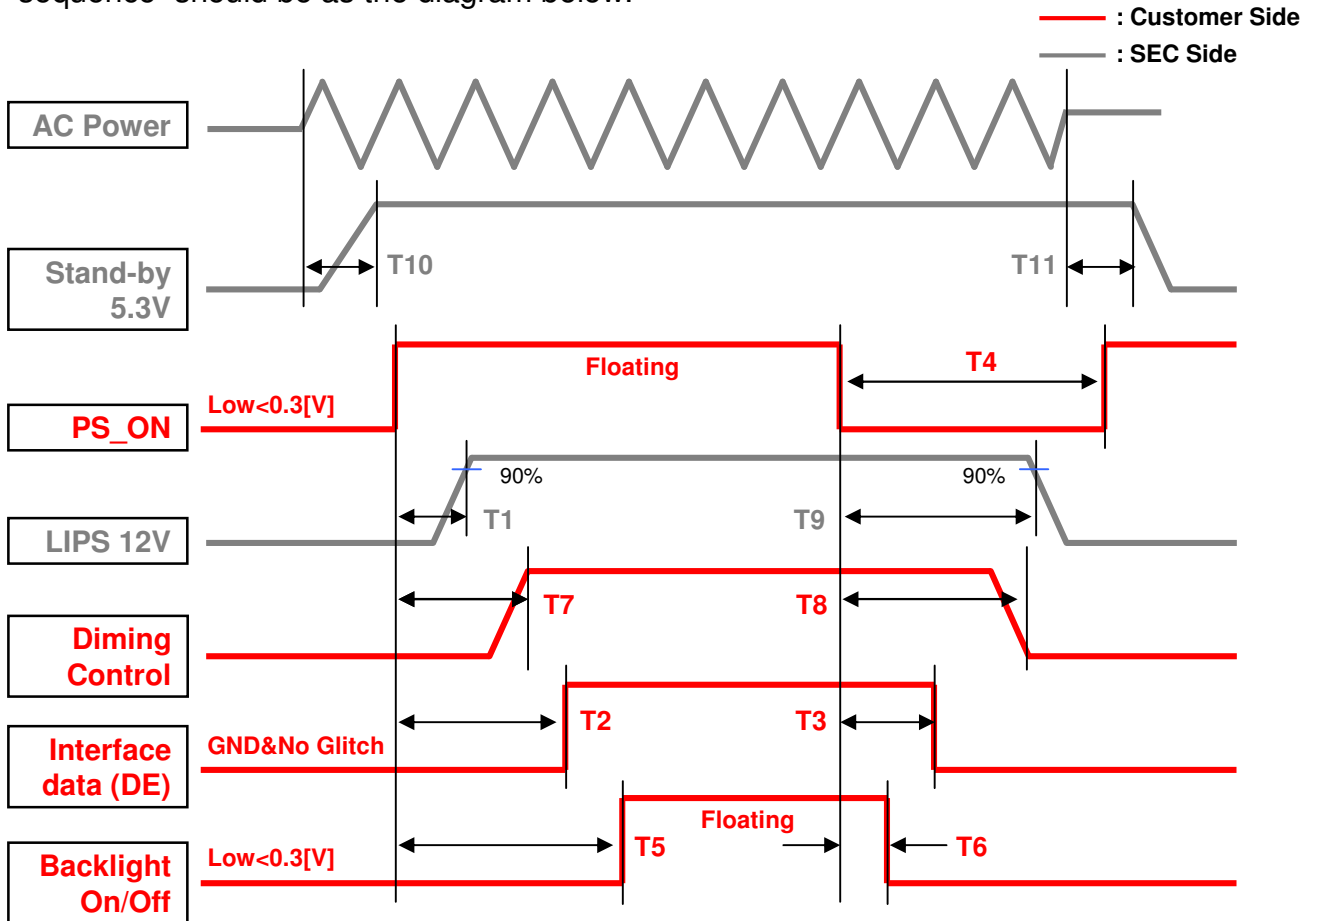 sequence" should be as the diagram below.
: Customer Side
: SEC Side
AC Power
Stand-by
5.3V
T10
T11
Floating
T4
Low<0.3[V]
PS_ON
90%
90%
T1
T9
LIPS 12V
T7
T8
Diming
Control
T2
T3
GND&No Glitch
Interface
data (DE)
Floating
T5
T6
Low<0.3[V]
Backlight
On/Off